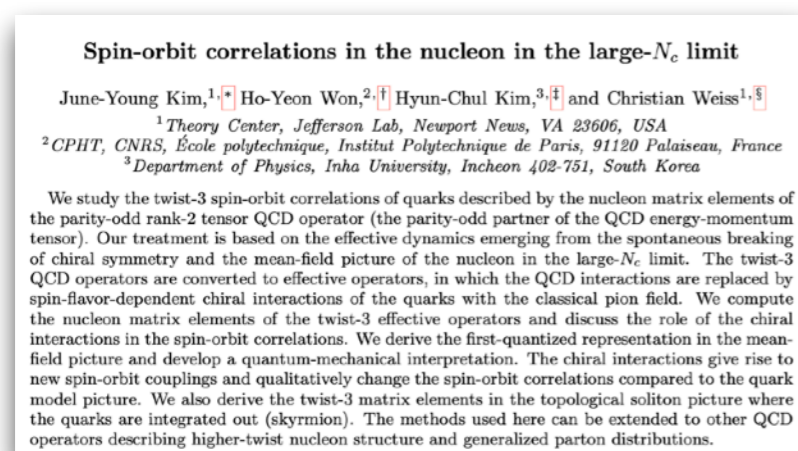 Spin-orbit correlations in the nucleon in the large-Nc limit
June-Young Kim,1,* Ho-Yeon Won,2,† Hyun-Chul Kim,3,‡ and Christian Weiss1,§
1Theory Center, Jefferson Lab, Newport News, VA 23606, USA
2CPHT, CNRS, École polytechnique, Institut Polytechnique de Paris, 91120 Palaiseau, France
3Department of Physics, Inha University, Incheon 402-751, South Korea
We study the twist-3 spin-orbit correlations of quarks described by the nucleon matrix elements of
the parity-odd rank-2 tensor QCD operator (the parity-odd partner of the QCD energy-momentum
tensor). Our treatment is based on the effective dynamics emerging from the spontaneous breaking
of chiral symmetry and the mean-field picture of the nucleon in the large-Nc limit. The twist-3
QCD operators are converted to effective operators, in which the QCD interactions are replaced by
spin-flavor-dependent chiral interactions of the quarks with the classical pion field. We compute
the nucleon matrix elements of the twist-3 effective operators and discuss the role of the chiral
interactions in the spin-orbit correlations. We derive the first-quantized representation in the mean-
field picture and develop a quantum-mechanical interpretation. The chiral interactions give rise to
new spin-orbit couplings and qualitatively change the spin-orbit correlations compared to the quark
model picture. We also derive the twist-3 matrix elements in the topological soliton picture where
the quarks are integrated out (skyrmion). The methods used here can be extended to other QCD
operators describing higher-twist nucleon structure and generalized parton distributions.